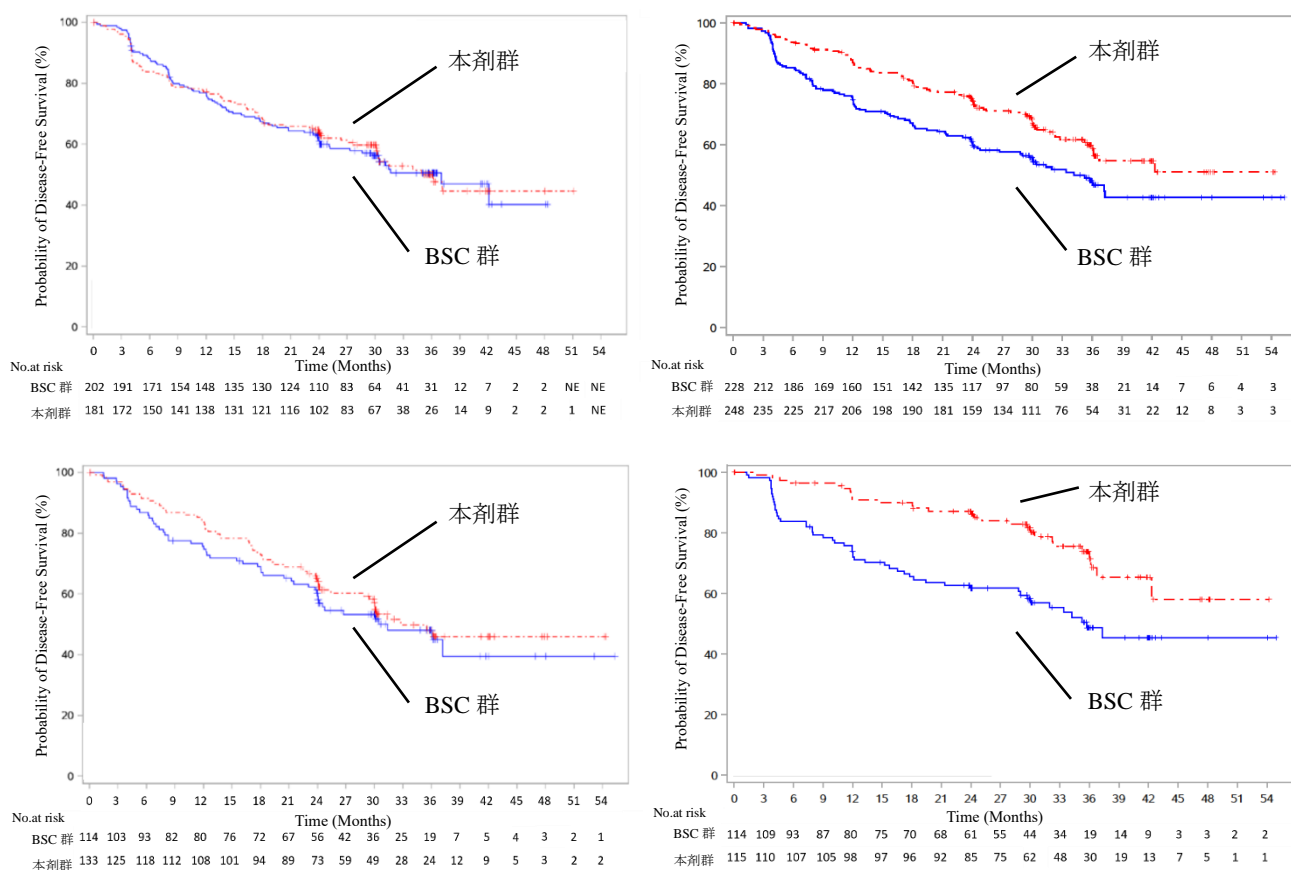 Probability of Disease-Free Survival (%)
100
80
60
40
20
0
本剤群
BSC 群
0 3 6 9 12 15 18 21 24 27 30 33 36 39 42 45 48 51 54
Time (Months)
No.at risk
BSC 群 202 191 171 154 148 135 130 124 110 83 64 41 31 12 7 2 2 NE NE
本剤群 181 172 150 141 138 131 121 116 102 83 67 38 26 14 9 2 2 1 NE
Probability of Disease-Free Survival (%)
100
80
60
40
20
0
本剤群
BSC 群
0 3 6 9 12 15 18 21 24 27 30 33 36 39 42 45 48 51 54
Time (Months)
No.at risk
BSC 群 228 212 186 169 160 151 142 135 117 97 80 59 38 21 14 7 6 4 3
本剤群 248 235 225 217 206 198 190 181 159 134 111 76 54 31 22 12 8 3 3
Probability of Disease-Free Survival (%)
100
80
60
40
20
0
本剤群
BSC 群
0 3 6 9 12 15 18 21 24 27 30 33 36 39 42 45 48 51 54
Time (Months)
No.at risk
BSC 群 114 103 93 82 80 76 72 67 56 42 36 25 19 7 5 4 3 2 1
本剤群 133 125 118 112 108 101 94 89 73 59 49 28 24 12 9 5 3 2 2
Probability of Disease-Free Survival (%)
100
80
60
40
20
0
本剤群
BSC 群
0 3 6 9 12 15 18 21 24 27 30 33 36 39 42 45 48 51 54
Time (Months)
No.at risk
BSC 群 114 109 93 87 80 75 70 68 61 55 44 34 19 14 9 3 3 2 2
本剤群 115 110 107 105 98 97 96 92 85 75 62 48 30 19 13 7 5 1 1